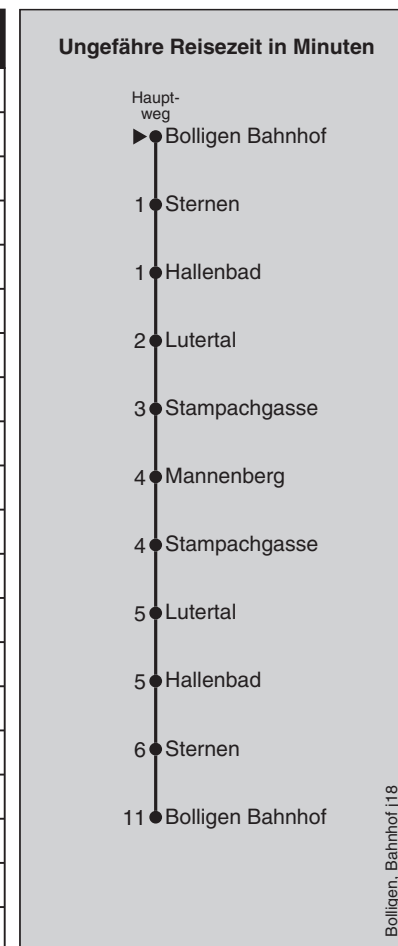 Ungefähre Reisezeit in Minuten
Haupt-
weg
Bolligen Bahnhof
1 Sternen
1 Hallenbad
2 Lutertal
3 Stampachgasse
4 Mannenberg
4 Stampachgasse
5 Lutertal
5 Hallenbad
6 Sternen
11 Bolligen Bahnhof
Bolligen, Bahnhof i18